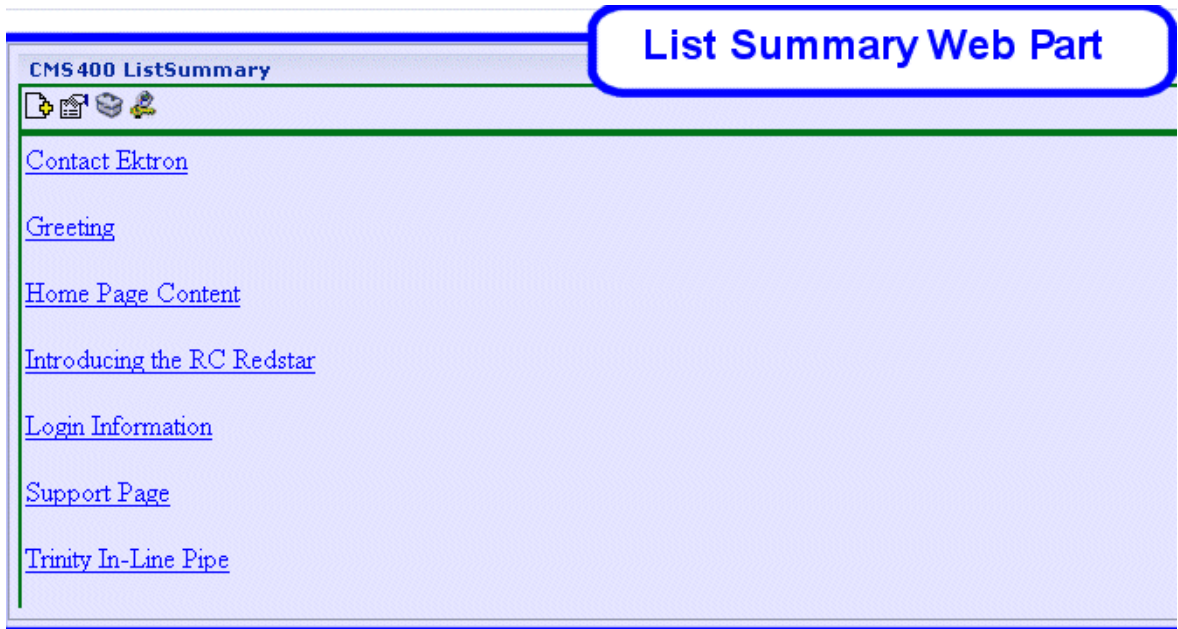 List Summary Web Part
CMS400 ListSummary
Contact Ektron
Greeting
Home Page Content
Introducing the RC Redstar
Login Information
Support Page
Trinity In-Line Pipe